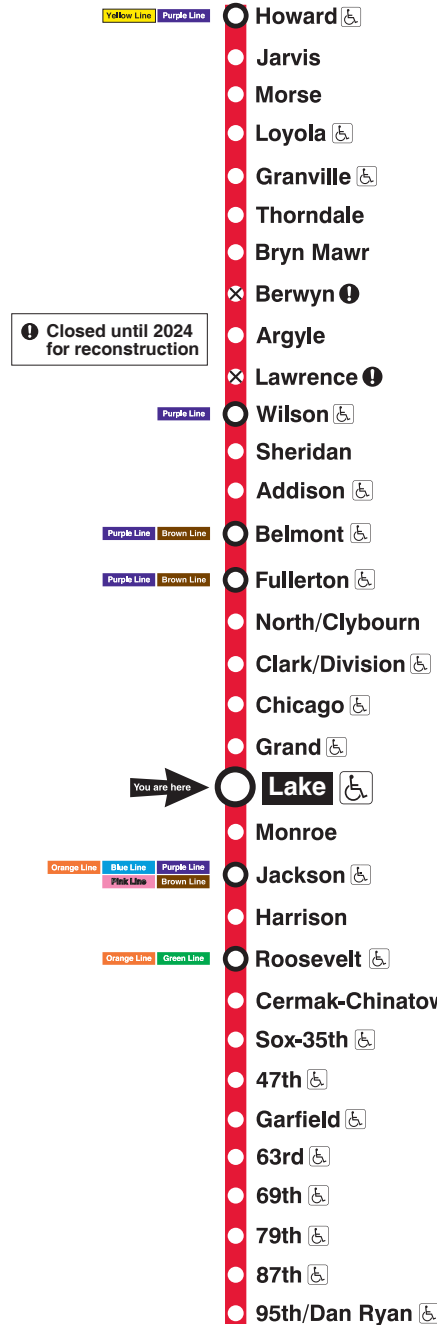 Yellow Line Purple Line Howard
Jarvis
Morse
Loyola
Granville
Thorndale
Bryn Mawr
Berwyn !
! Closed until 2024
for reconstruction
Argyle
Lawrence !
Purple Line Wilson
Sheridan
Addison
Purple Line Brown Line Belmont
Purple Line Brown Line Fullerton
North/Clybourn
Clark/Division
Chicago
Grand
You are here Lake
Monroe
Orange Line Blue Line Purple Line
Pink Line Brown Line
Jackson
Harrison
Orange Line Green Line Roosevelt
Cermak-Chinatow
Sox-35th
47th
Garfield
63rd
69th
79th
87th
95th/Dan Ryan